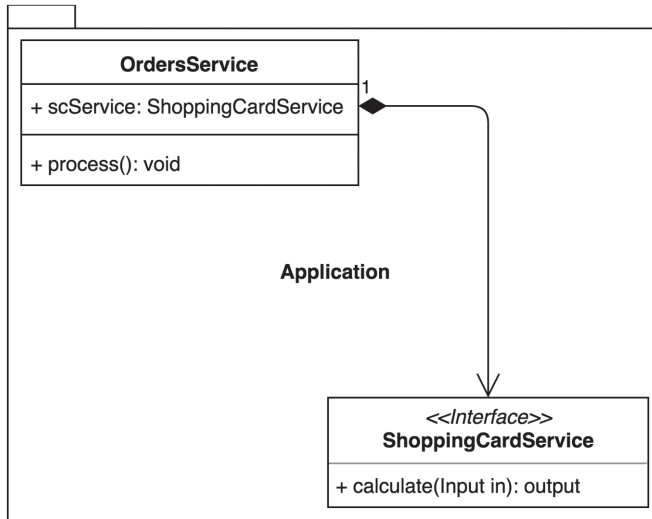 OrdersService
1
+ scService: ShoppingCardService
+ process(): void
Application
<<Interface>>
ShoppingCardService
+ calculate(Input in): output